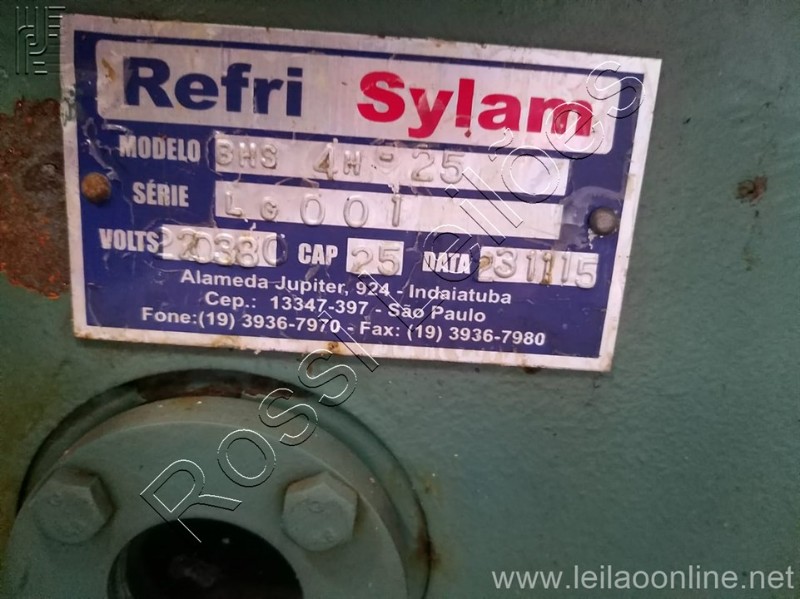 Refri Sylam
MODELO BHS 4H-25
SÉRIE LG001
VOLTS 220380 CAP 25 DATA 231115
Alameda Jupiter, 924 - Indaiatuba
Cep.: 13347-397 - São Paulo
Fone:(19) 3936-7970 - Fax: (19) 3936-7980
Rossi Leilões
www.leilaoonline.net